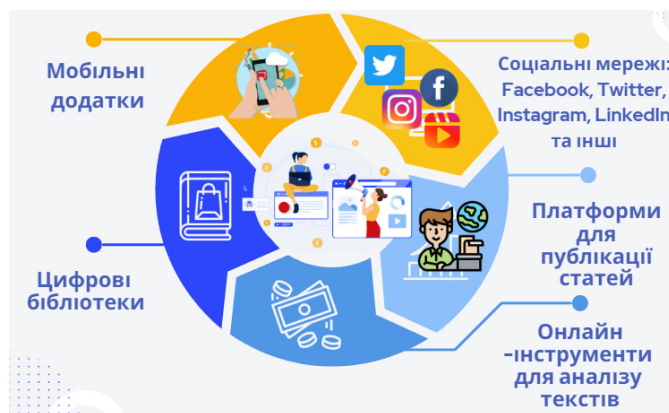 Мобільні
додатки
Соціальні мережі:
Facebook, Twitter,
Instagram, LinkedIn
та інші
Платформи
для
публікації
статей
Цифрові
бібліотеки
Онлайн
-інструменти
для аналізу
текстів